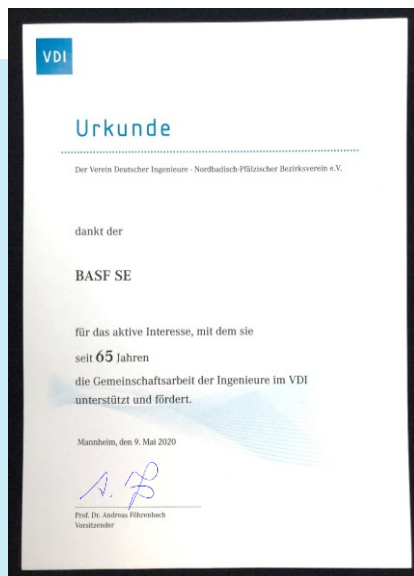 VDI
Urkunde
Der Verein Deutscher Ingenieure - Nordbadisch-Pfälzischer Bezirksverein e.V.
dankt der
BASF SE
für das aktive Interesse, mit dem sie
seit 65 Jahren
die Gemeinschaftsarbeit der Ingenieure im VDI
unterstützt und fördert.
Mannheim, den 9. Mai 2020
Prof. Dr. Andreas Föhrenbach
Vorsitzender